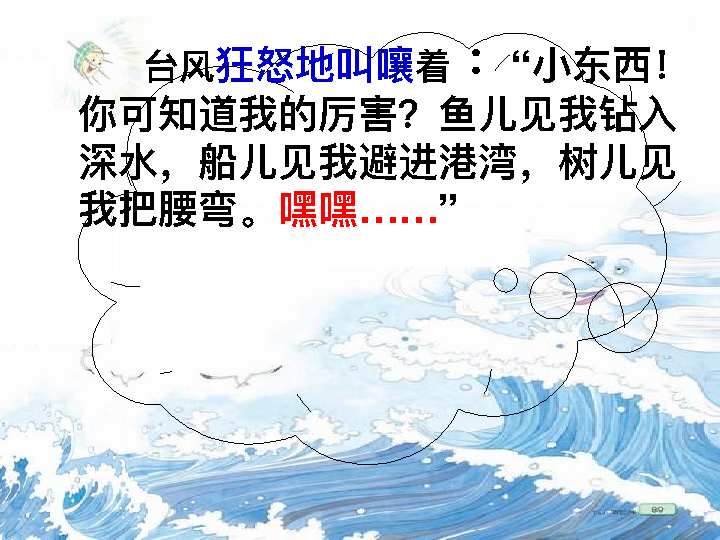 台风狂怒地叫嚷着：“小东西！
你可知道我的厉害？鱼儿见我钻入
深水，船儿见我避进港湾，树儿见
我把腰弯。嘿嘿……”
89